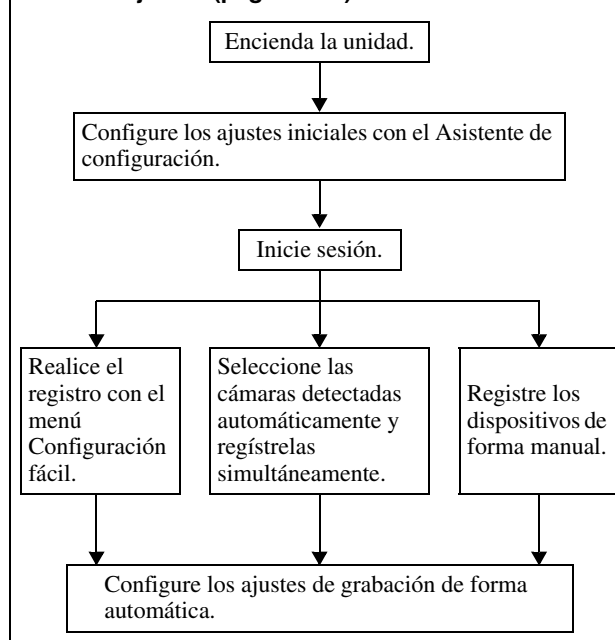 Encienda la unidad.
Configure los ajustes iniciales con el Asistente de
configuración.
Inicie sesión.
Realice el
registro con el
menú
Configuración
fácil.
Seleccione las
cámaras detectadas
automáticamente y
regístrelas
simultáneamente.
Registre los
dispositivos de
forma manual.
Configure los ajustes de grabación de forma
automática.